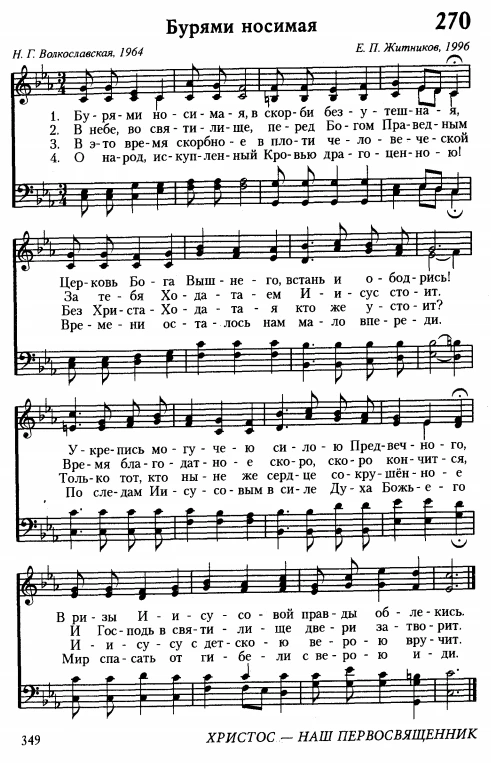 Бурями носимая
270
Н. Г. Волкославская, 1964
Е. П. Житников, 1996
1. Бу-ря-ми но-си-ма-я, в скор-би без-у-теш-на-я,
2. В небе, во свя-ти-ли-ще, пе-ред Бо-гом Пра-вед-ным
3. В э-то вре-мя скорбно-е в пло-ти че-ло-ве-че-ской
4. О на-род, ис-куп-лен-ный Кро-вью дра-го-цен-но-ю!
Цер-ковь Бо-га Выш-не-го, встань и о-бод-рись!
За те-бя Хо-да-та-ем И-и-сус сто-ит.
Без Хри-ста-Хо-да-та-я кто же у-сто-ит?
Вре-ме-ни ос-та-лось нам ма-ло впе-ре-ди.
У-кре-пись мо-гу-че-ю си-ло-ю Пред-веч-но-го,
Вре-мя бла-го-дат-но-е ско-ро, ско-ро кон-чит-ся,
Толь-ко тот, кто ны-не же серд-це со-кру-шён-но-е
По сле-дам Ии-су-со-вым в си-ле Ду-ха Божь-е-го
В ри-зы И-и-су-со-вой прав-ды об-ле-кись.
И Гос-подь в свя-ти-ли-ще две-ри за-тво-рит.
И-и-су-су с дет-ско-ю ве-ро-ю вру-чит.
Мир спа-сать от ги-бе-ли с ве-ро-ю и-ди.
349
ХРИСТОС — НАШ ПЕРВОСВЯЩЕННИК